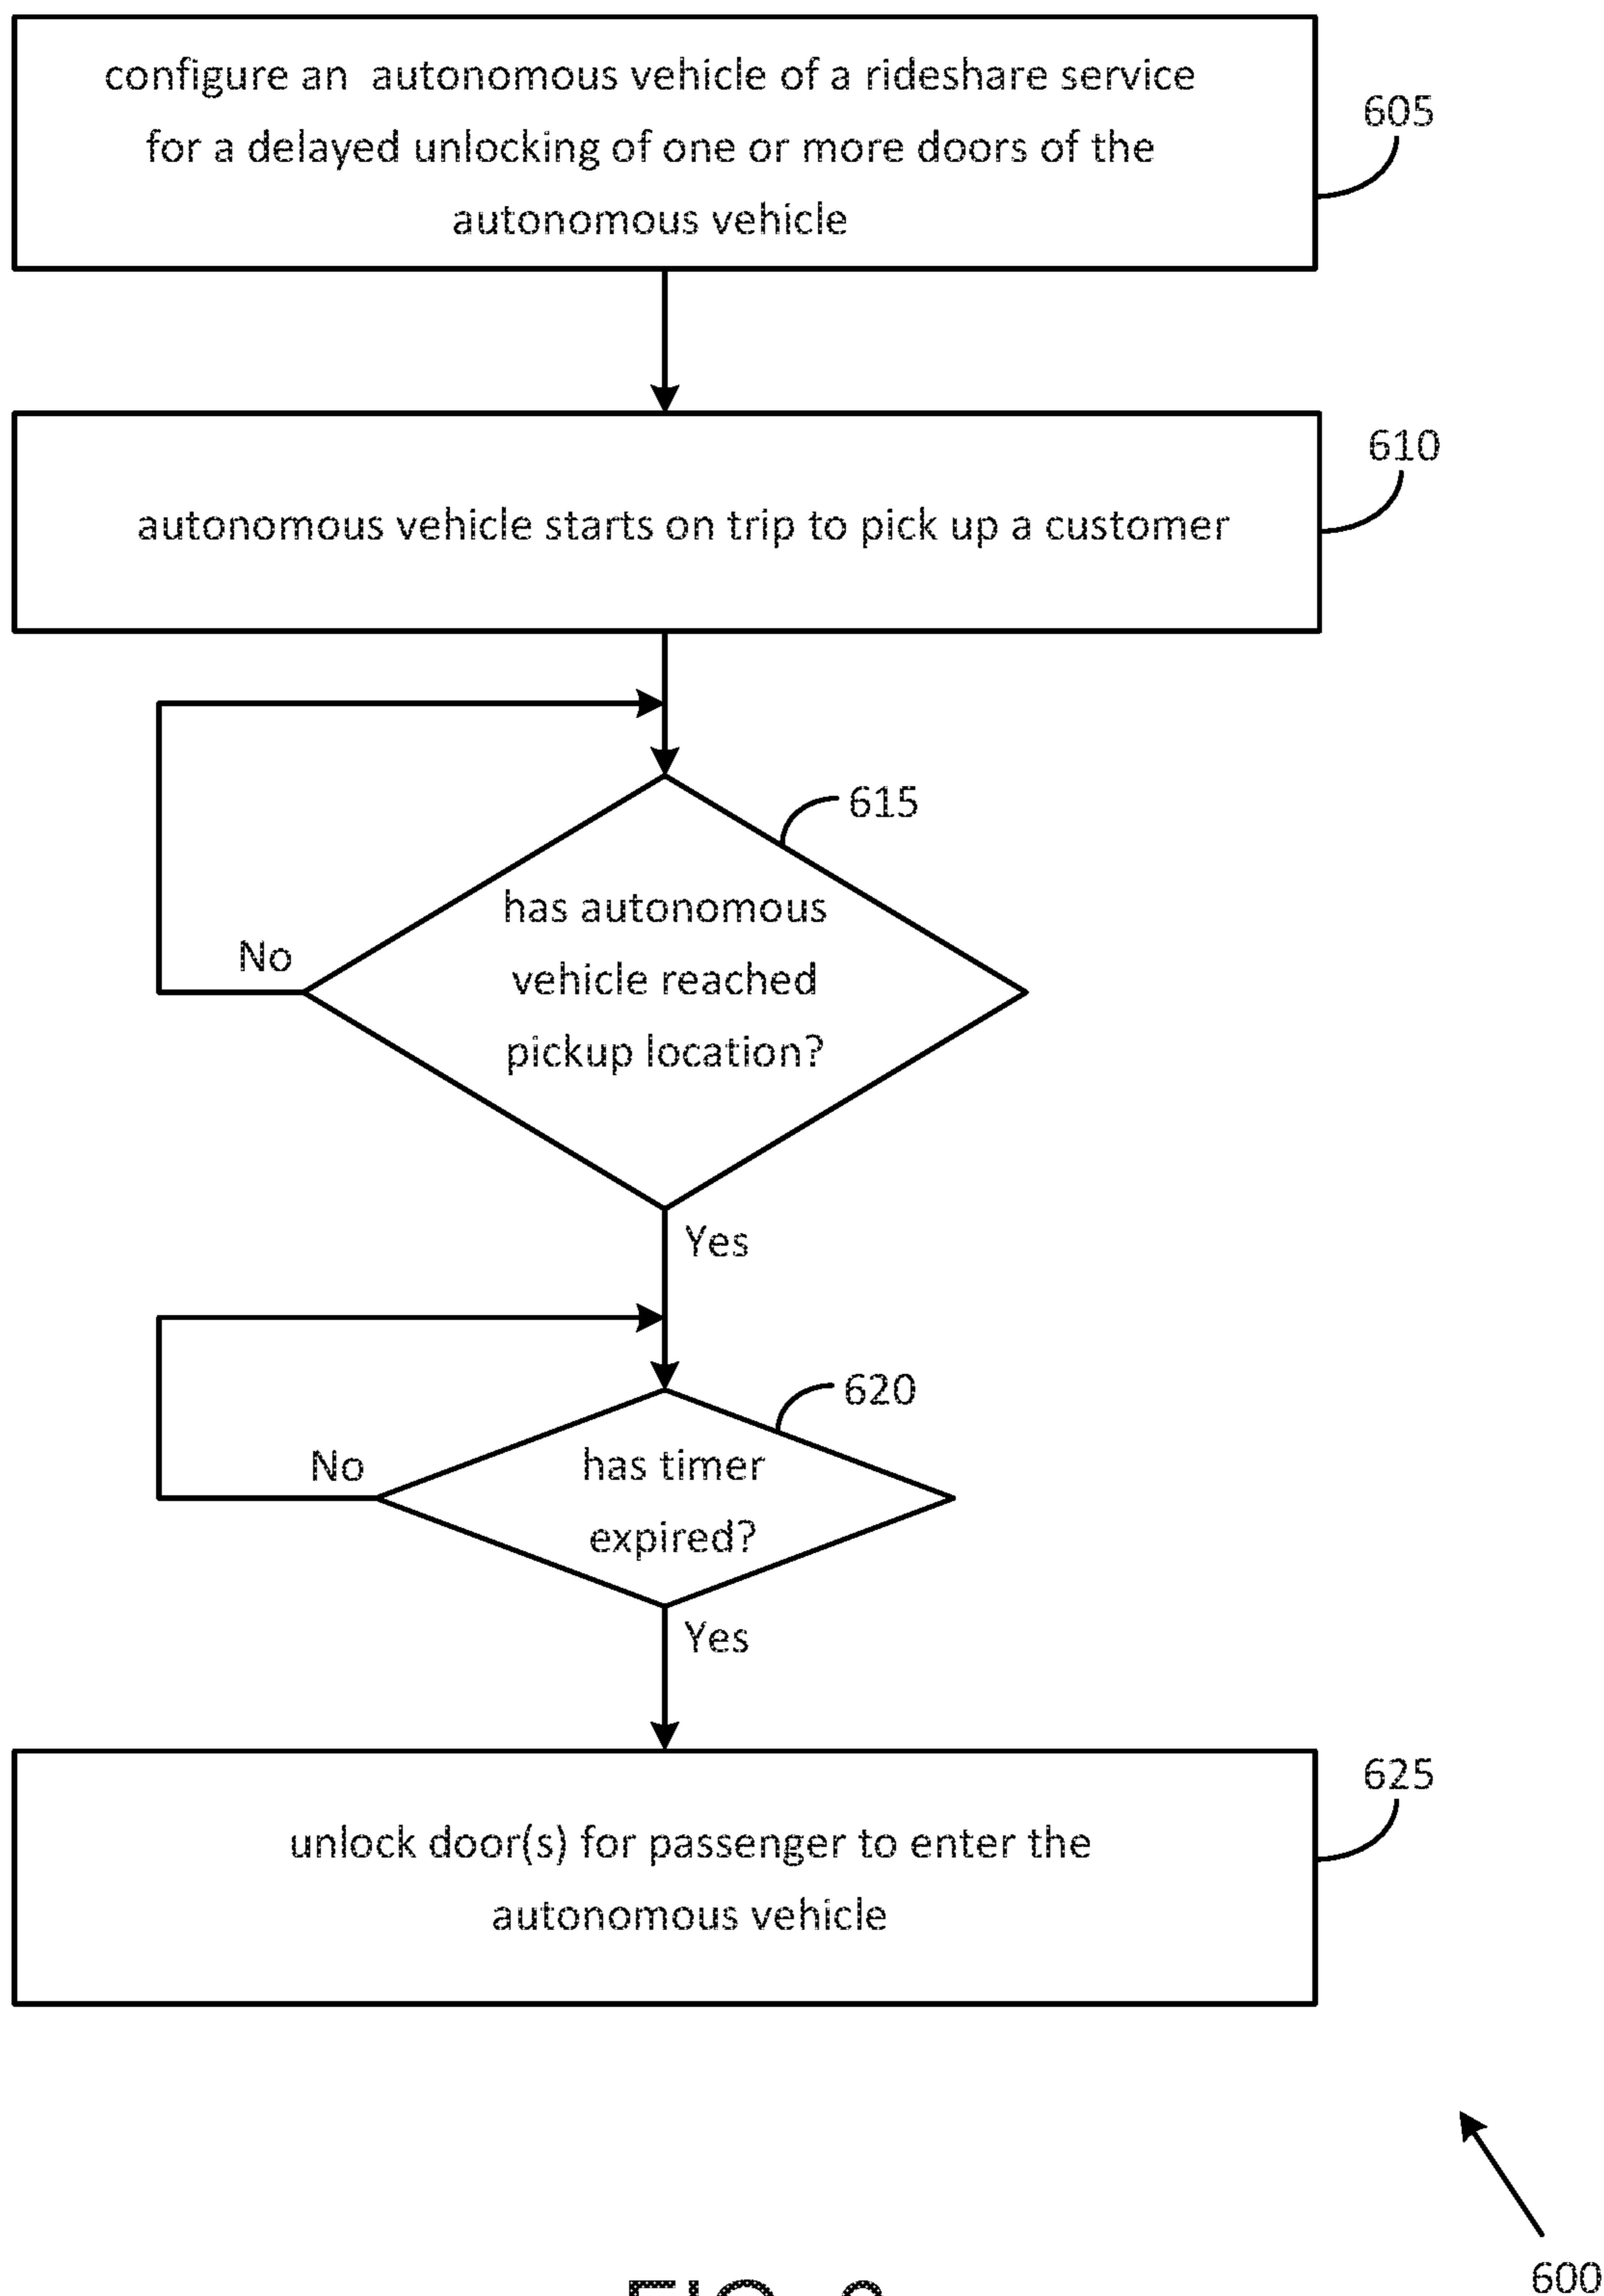 configure an autonomous vehicle of a rideshare service
for a delayed unlocking of one or more doors of the
autonomous vehicle
605
autonomous vehicle starts on trip to pick up a customer
610
615
has autonomous
vehicle reached
pickup location?
No
Yes
620
has timer
expired?
No
Yes
unlock door(s) for passenger to enter the
autonomous vehicle
625
600
FIG.